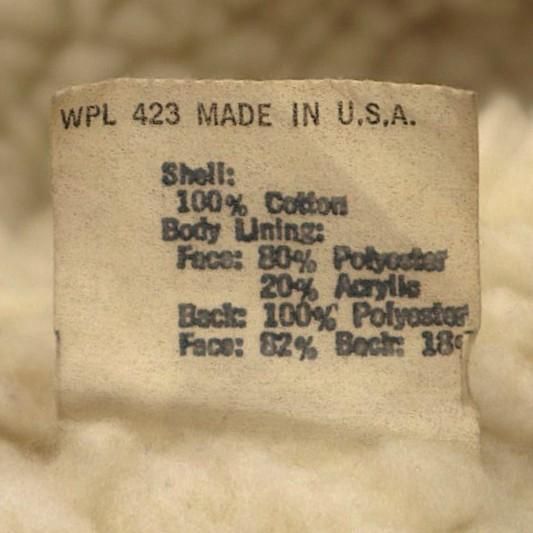 WPL 423 MADE IN U.S.A.
Shell:
100% Cotton
Body Lining:
Face: 80% Polyester
20% Acrylic
Back: 100% Polyester
Face: 82% Back: 18%